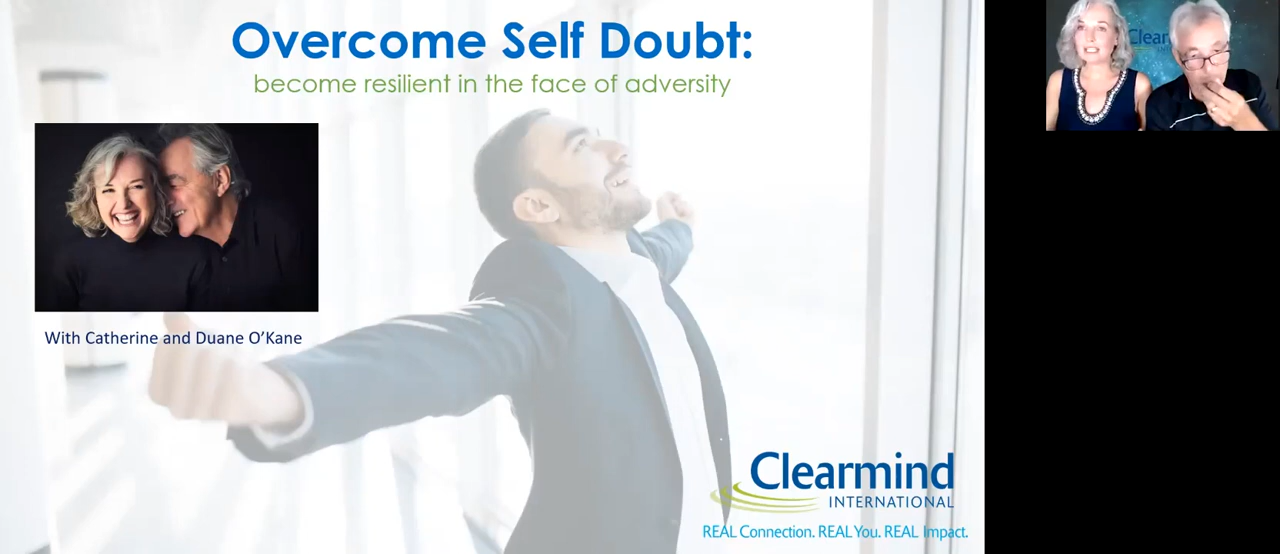 Overcome Self Doubt:
become resilient in the face of adversity
With Catherine and Duane O'Kane
Clearmind
INTERNATIONAL
REAL Connection. REAL You. REAL Impact.
Clear